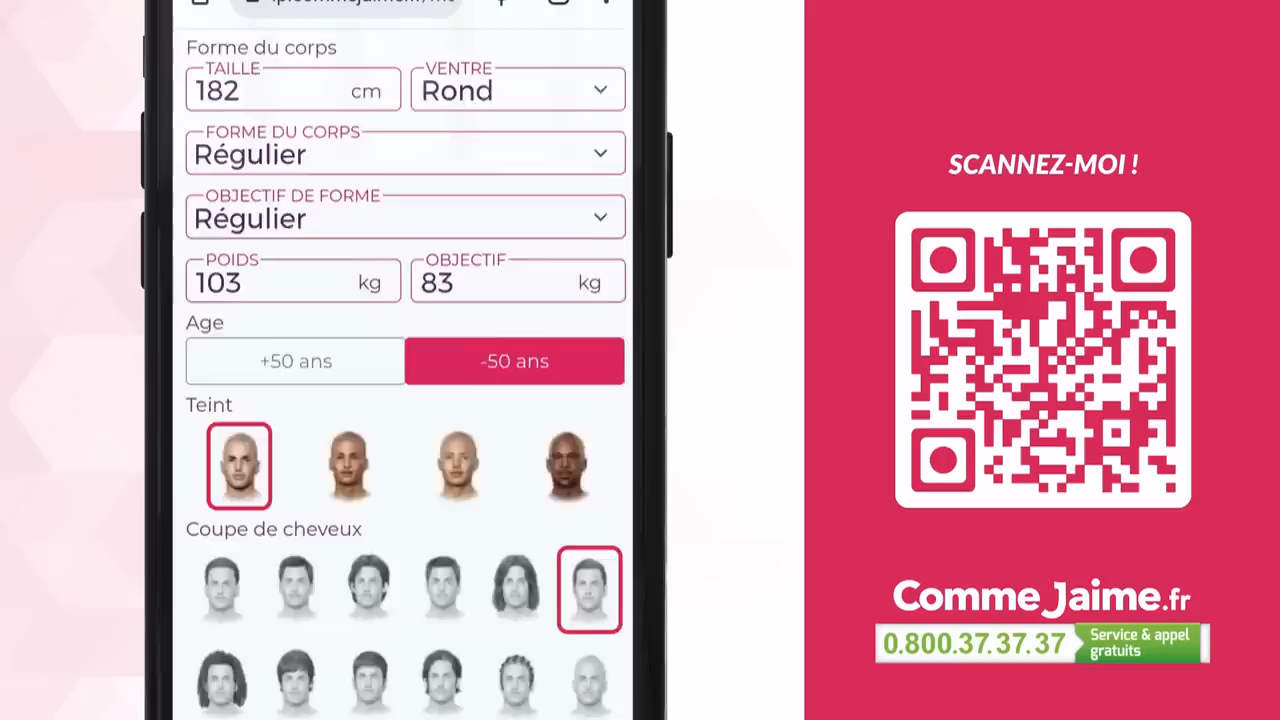 Forme du corps
TAILLE
182 cm
VENTRE
Rond
FORME DU CORPS
Régulier
OBJECTIF DE FORME
Régulier
POIDS
103 kg
OBJECTIF
83 kg
Age
+50 ans
-50 ans
Teint
Coupe de cheveux
SCANNEZ-MOI !
CommeJaime.fr
0.800.37.37.37
Service & appel
gratuits